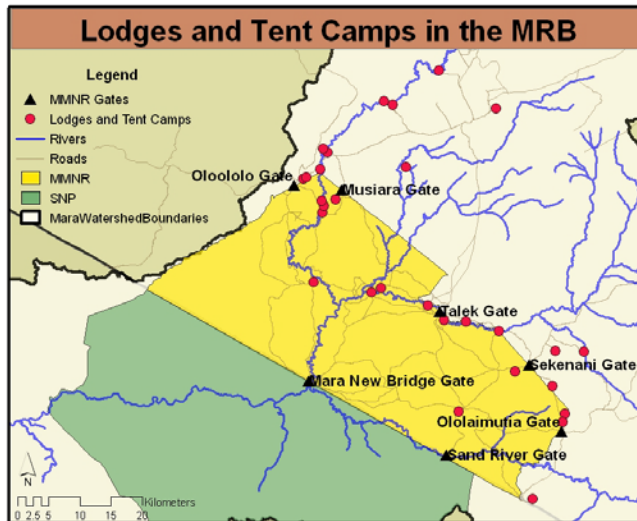 Lodges and Tent Camps in the MRB
Legend
MMNR Gates
Lodges and Tent Camps
Rivers
Roads
MMNR
SNP
MaraWatershedBoundaries
Oloololo Gate
Musiara Gate
Talek Gate
Sekenani Gate
Mara New Bridge Gate
Ololaimutia Gate
Sand River Gate
N
Kilometers
0 2.5 5 10 15 20